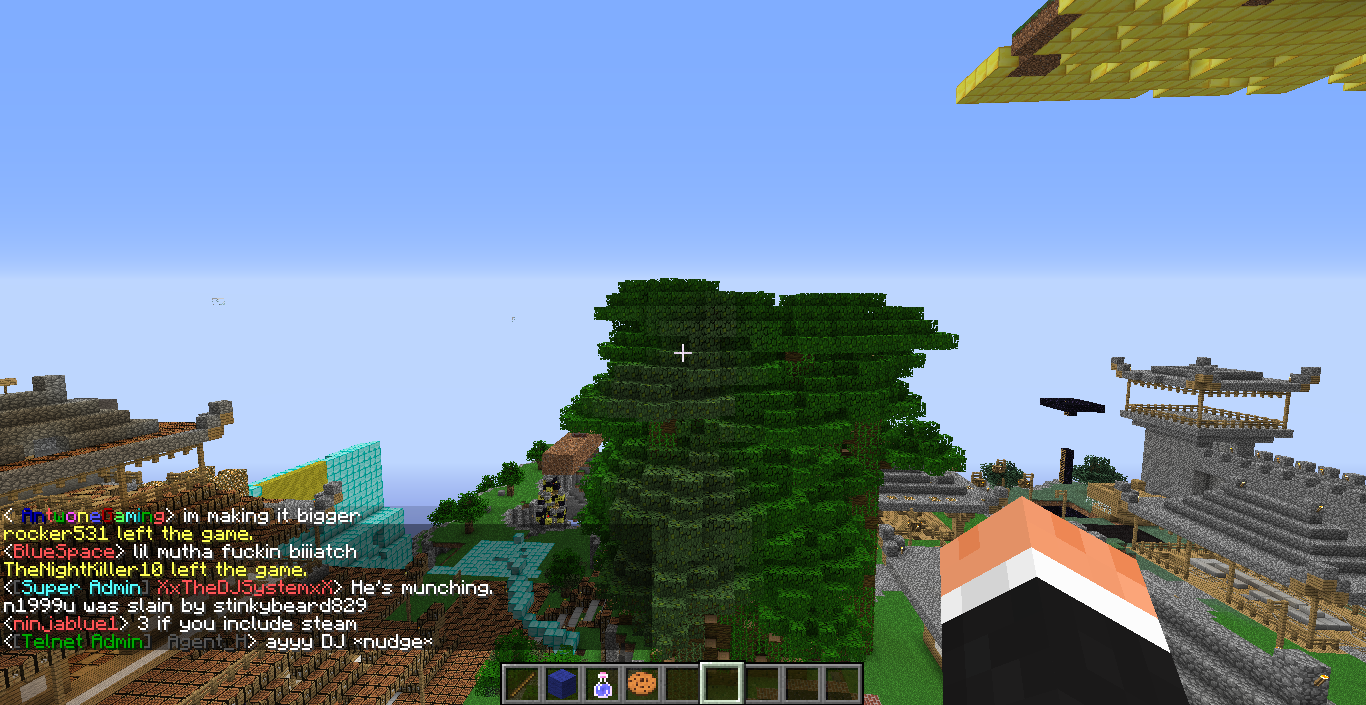 < AntwoneGaming> im making it bigger
rocker531 left the game.
<BlueSpace> lil mutha fuckin biiiatch
TheNightKiller10 left the game.
<[Super Admin] XxTheDJSystemxX> He's munching.
n1999u was slain by stinkybeard829
<ninjablue1> 3 if you include steam
<[Telnet Admin] Agent_H> ayyy DJ *nudge*